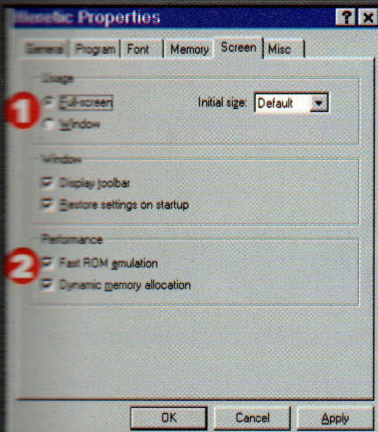 Properties
General Program Font Memory Screen Misc
Usage
1
Full-screen
Initial size: Default
Window
Window
Display toolbar
Restore settings on startup
Performance
2
Fast ROM emulation
Dynamic memory allocation
OK Cancel Apply